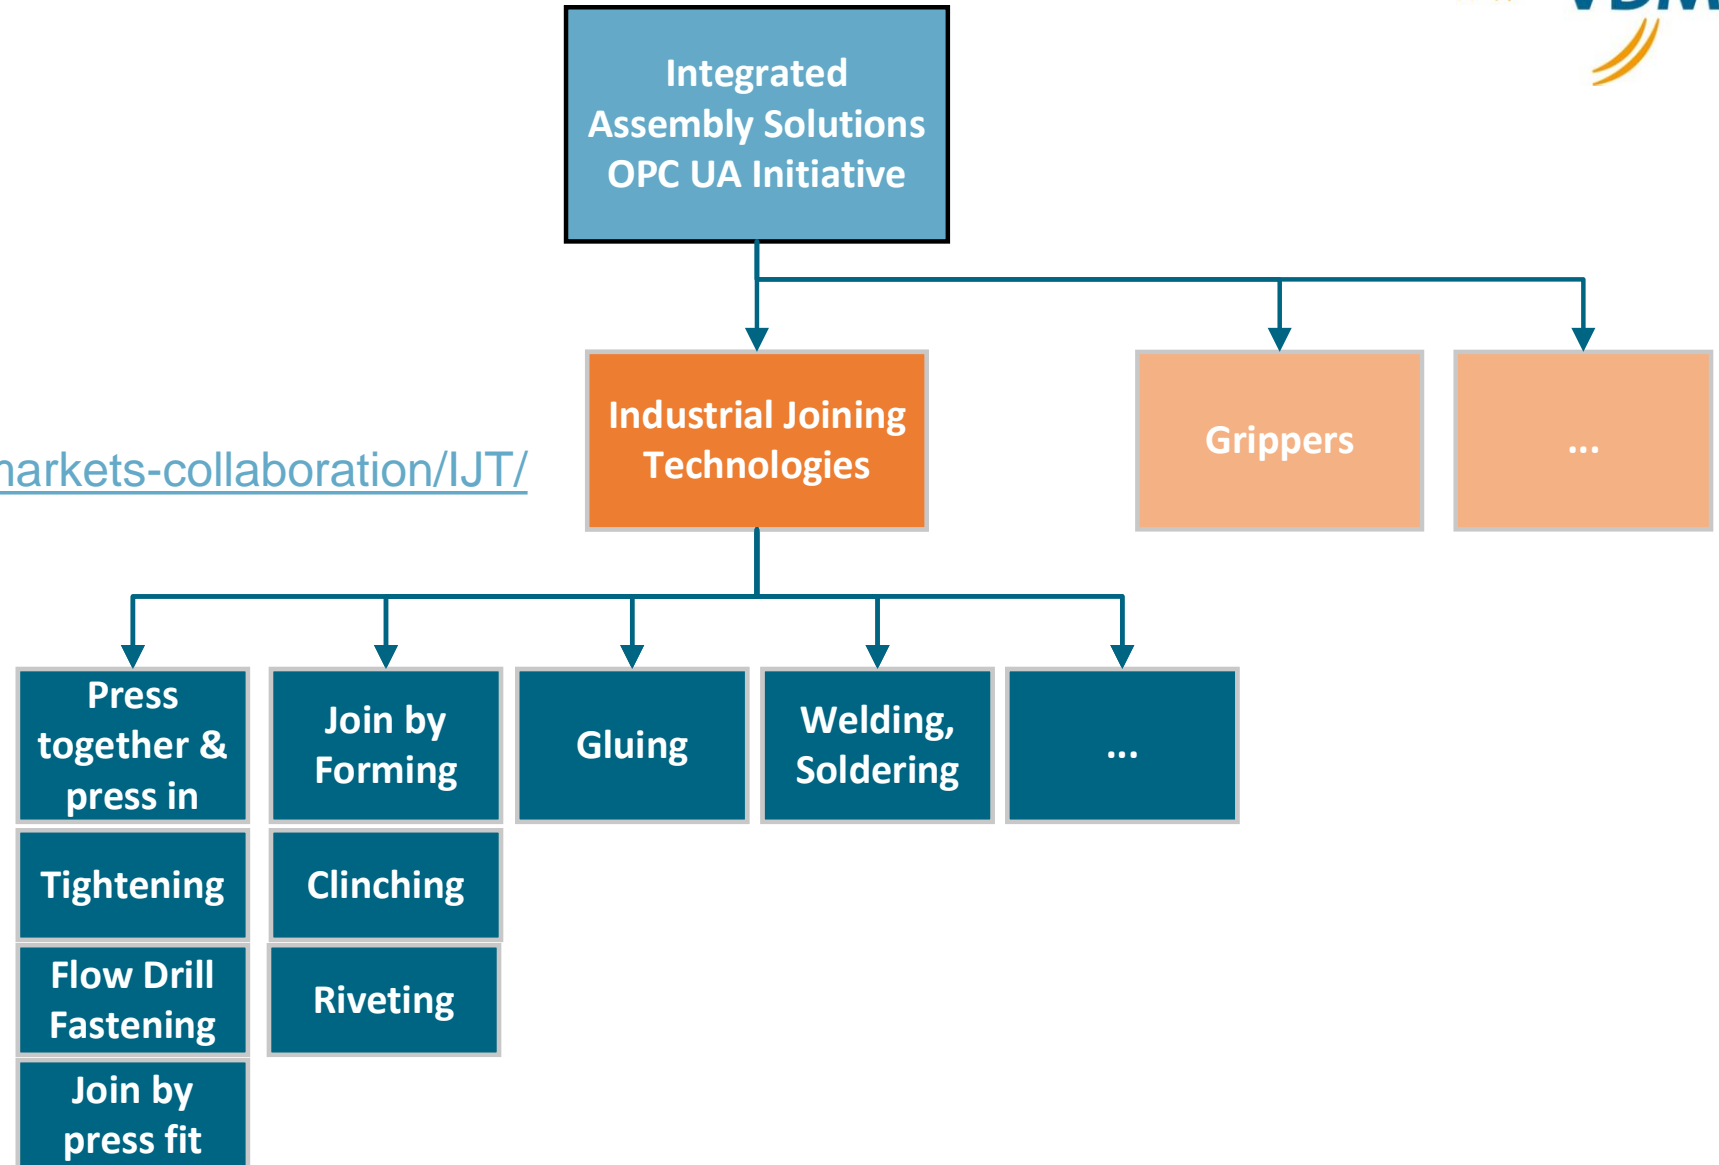 Integrated
Assembly Solutions
OPC UA Initiative
Industrial Joining
Technologies
Grippers
...
markets-collaboration/IJT/
Press
together &
press in
Join by
Forming
Gluing
Welding,
Soldering
...
Tightening
Clinching
Flow Drill
Fastening
Riveting
Join by
press fit